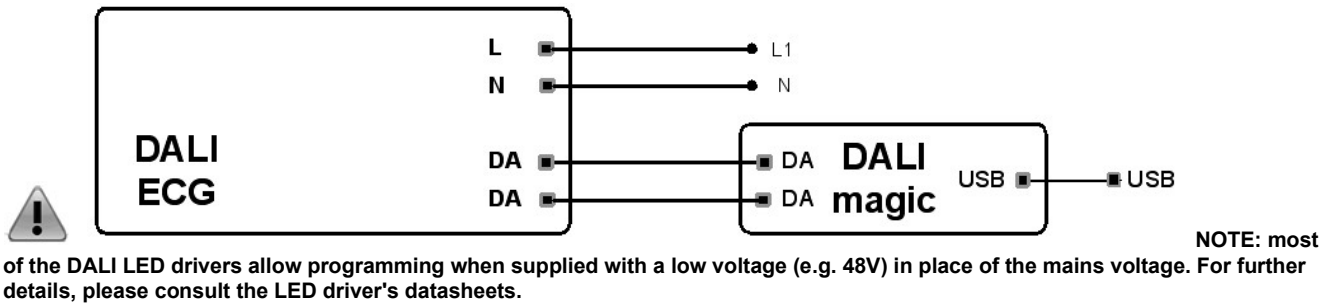 L L1
N N
DALI
ECG
DA DA
DA DA
DALI
magic
USB USB
NOTE: most
of the DALI LED drivers allow programming when supplied with a low voltage (e.g. 48V) in place of the mains voltage. For further
details, please consult the LED driver's datasheets.